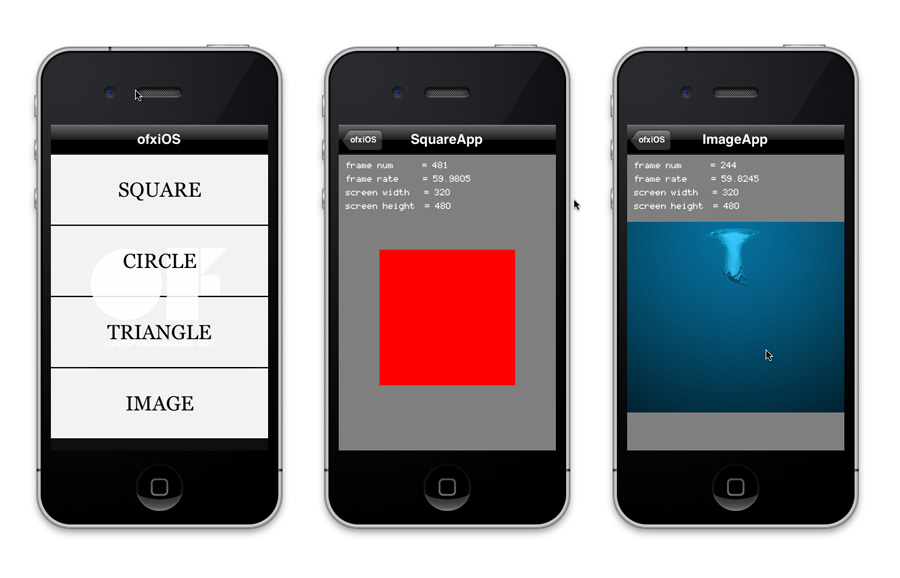 ofxiOS
SQUARE
CIRCLE
TRIANGLE
IMAGE
ofxiOS
SquareApp
frame num = 481
frame rate = 59.9805
screen width = 320
screen height = 480
ofxiOS
ImageApp
frame num = 244
frame rate = 59.8245
screen width = 320
screen height = 480